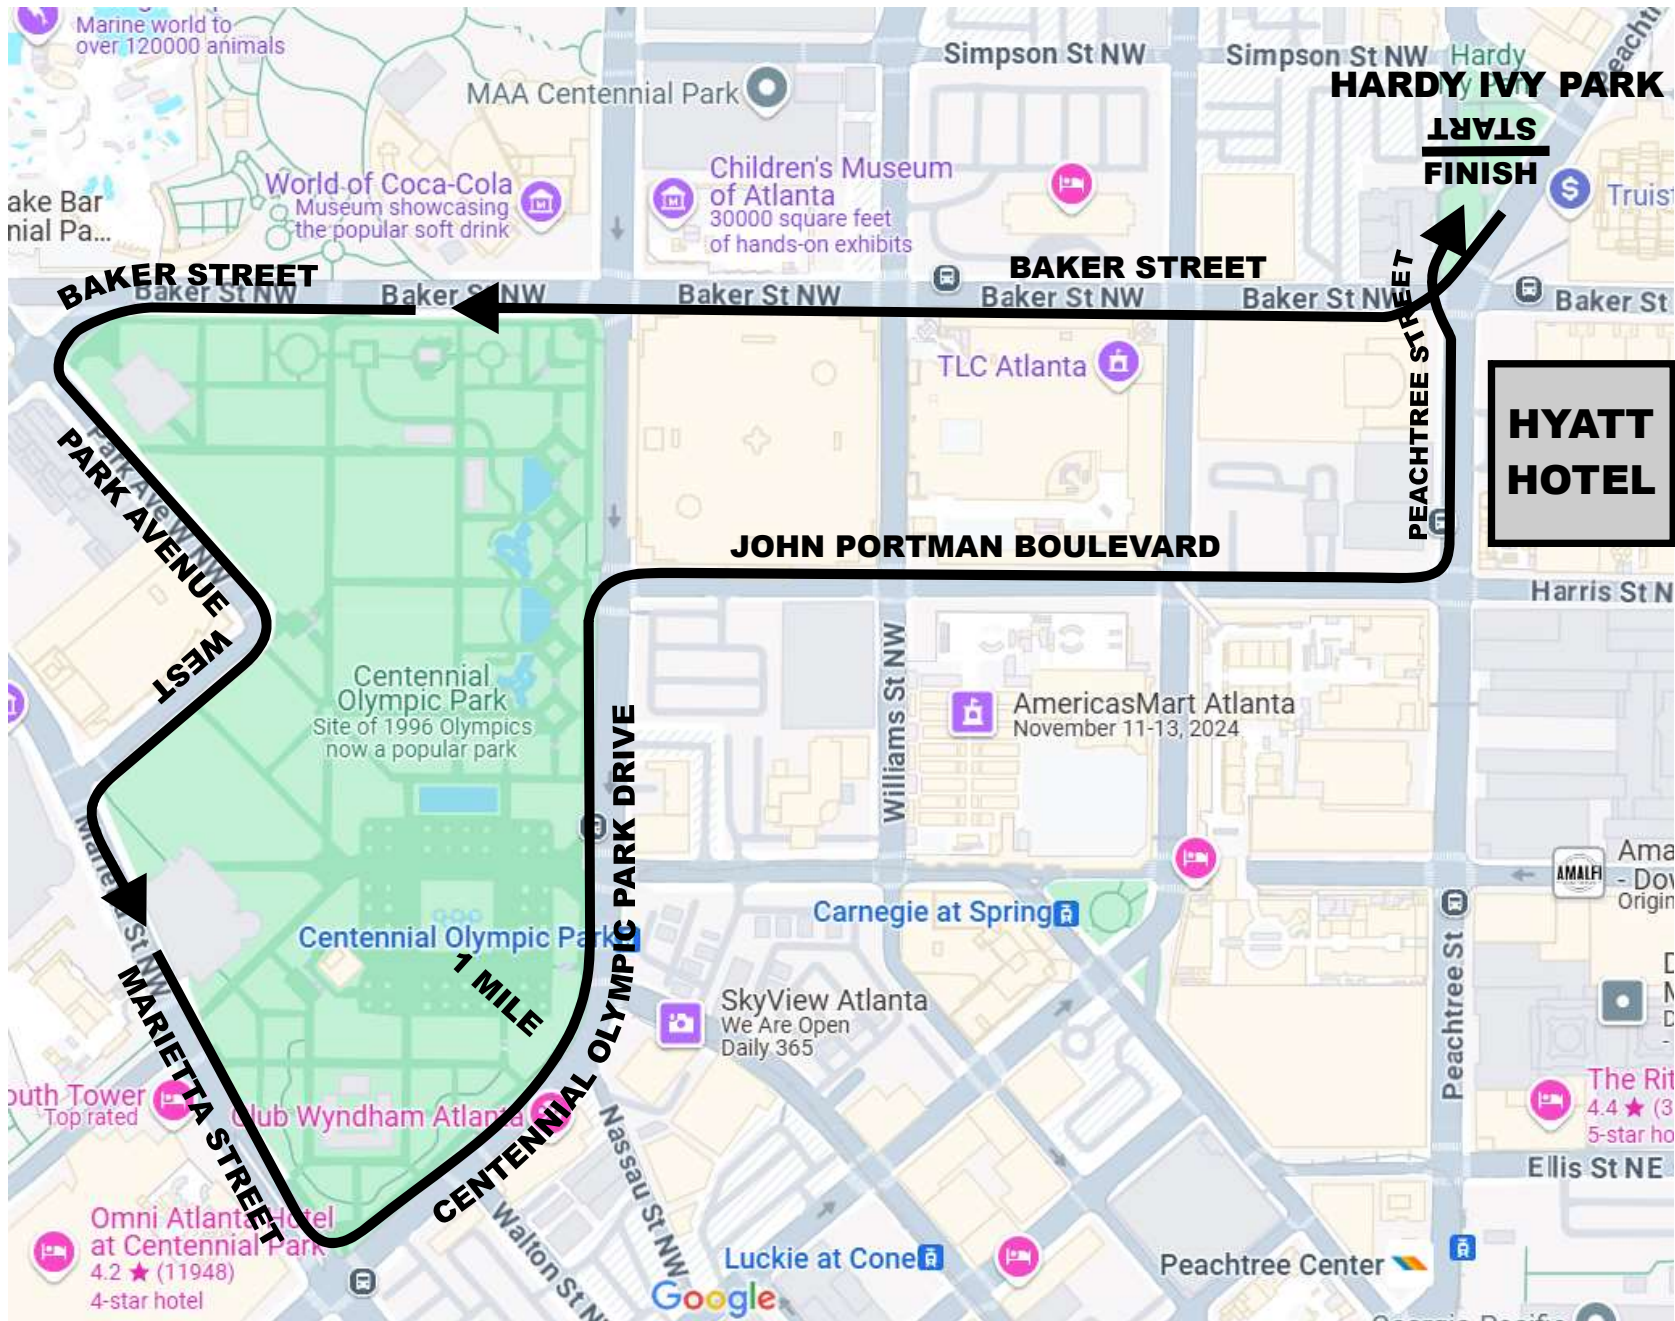 Marine world to
over 120000 animals
Simpson St NW
Simpson St NW
Hardy
HARDY IVY PARK
MAA Centennial Park
START
FINISH
Children's Museum
of Atlanta
30000 square feet
of hands-on exhibits
World of Coca-Cola
Museum showcasing
the popular soft drink
ake Bar
nial Pa...
Truist
BAKER STREET
BAKER STREET
Baker St NW
Baker St NW
Baker St NW
Baker St NW
Baker St NW
Baker St
PEACHTREE STREET
TLC Atlanta
HYATT
HOTEL
PARK AVENUE
WEST
Park Ave W NW
JOHN PORTMAN BOULEVARD
Harris St N
Centennial
Olympic Park
Site of 1996 Olympics
now a popular park
Williams St NW
AmericasMart Atlanta
November 11-13, 2024
CENTENNIAL OLYMPIC PARK DRIVE
AMALFI
Ama
- Dow
Origin
Carnegie at Spring
Centennial Olympic Park
1 MILE
MARIETTA STREET
SkyView Atlanta
We Are Open
Daily 365
Peachtree St
outh Tower
Top rated
Club Wyndham Atlanta
Nassau St NW
The Rit
4.4 ★ (3
5-star ho
Ellis St NE
Omni Atlanta Hotel
at Centennial Park
4.2 ★ (11948)
4-star hotel
Walton St NW
Luckie at Cone
Peachtree Center
Google